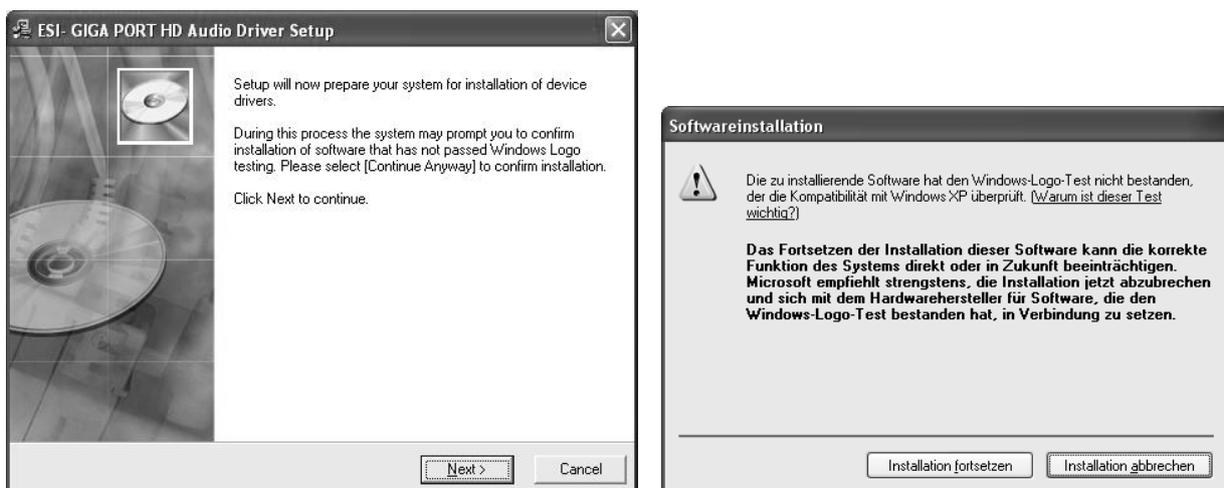 ESI- GIGA PORT HD Audio Driver Setup
Setup will now prepare your system for installation of device
drivers.
During this process the system may prompt you to confirm
installation of software that has not passed Windows Logo
testing. Please select [Continue Anyway] to confirm installation.
Click Next to continue.
Next >
Cancel
Softwareinstallation
Die zu installierende Software hat den Windows-Logo-Test nicht bestanden,
der die Kompatibilität mit Windows XP überprüft. (Warum ist dieser Test
wichtig?)
Das Fortsetzen der Installation dieser Software kann die korrekte
Funktion des Systems direkt oder in Zukunft beeinträchtigen.
Microsoft empfiehlt strengstens, die Installation jetzt abzubrechen
und sich mit dem Hardwarehersteller für Software, die den
Windows-Logo-Test bestanden hat, in Verbindung zu setzen.
Installation fortsetzen
Installation abbrechen